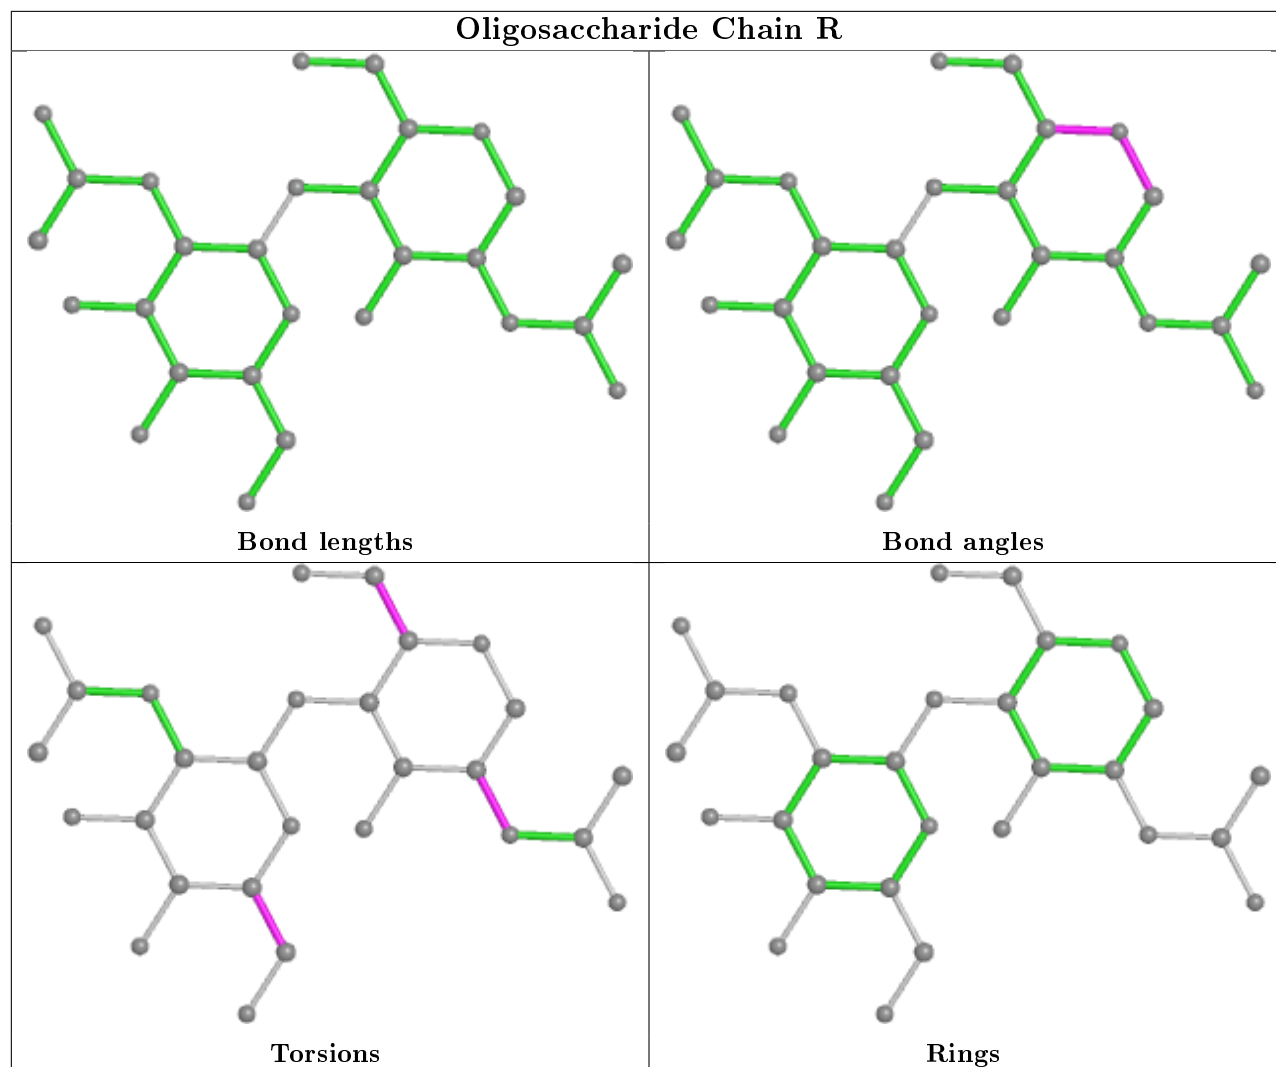 Oligosaccharide Chain R
Bond lengths
Bond angles
Torsions
Rings